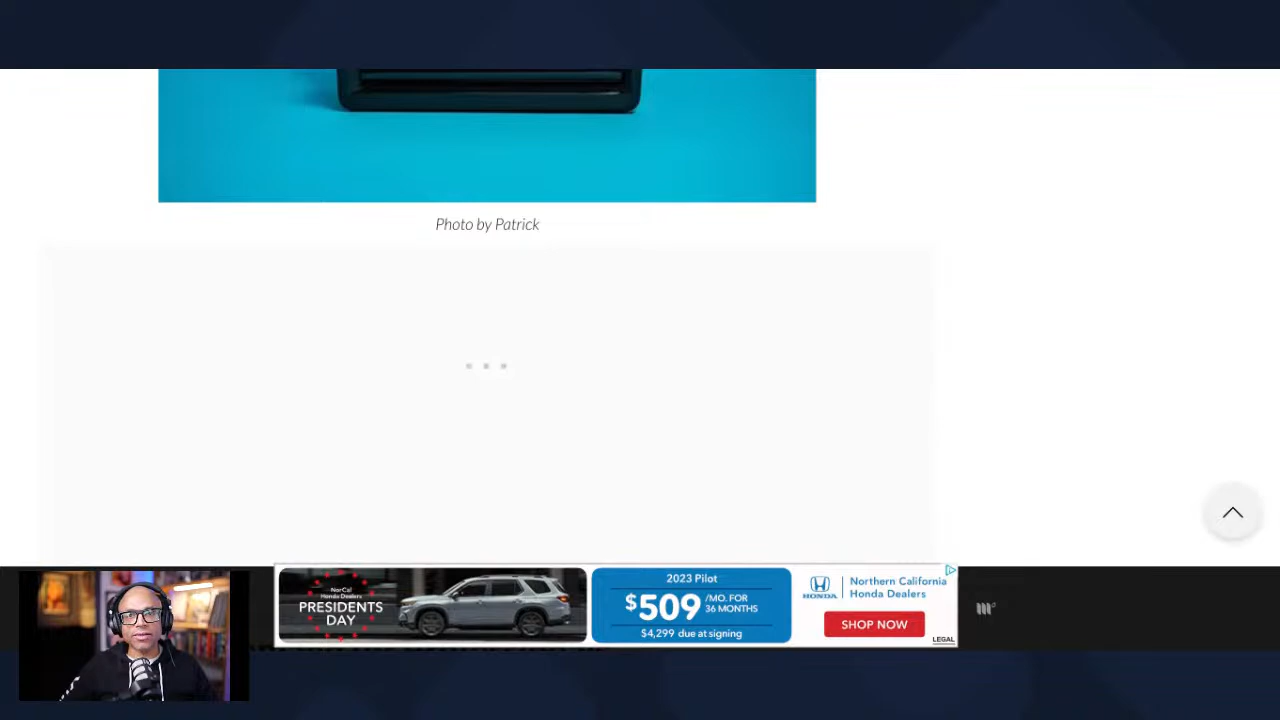 Photo by Patrick
NorCal
Honda Dealers
PRESIDENTS
DAY
2023 Pilot
$509 /MO. FOR
36 MONTHS
$4,299 due at signing
HONDA
Northern California
Honda Dealers
SHOP NOW
LEGAL